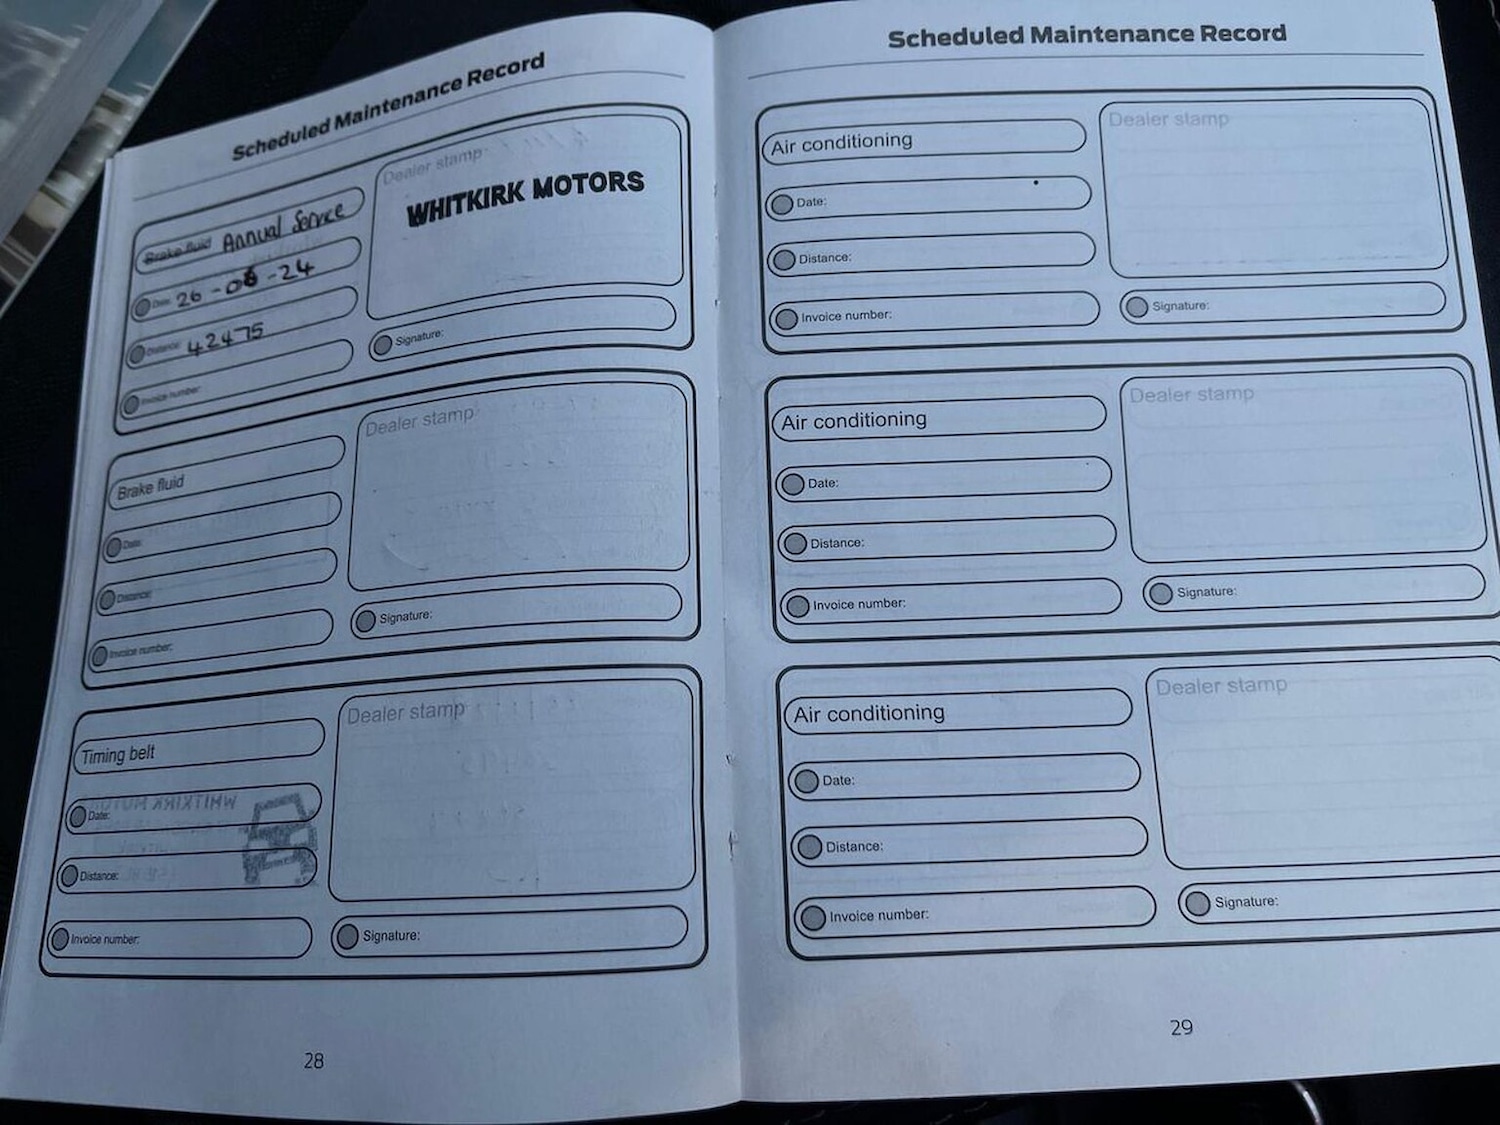 Scheduled Maintenance Record
Brake fluid Annual Service
Dealer stamp
WHITKIRK MOTORS
Date: 26-08-24
Distance: 42475
Invoice number:
Signature:
Brake fluid
Dealer stamp
Date:
Distance:
Invoice number:
Signature:
Timing belt
Dealer stamp
WHITKIRK MOTORS
Date:
Distance:
Invoice number:
Signature:
28
Scheduled Maintenance Record
Air conditioning
Dealer stamp
Date:
Distance:
Invoice number:
Signature:
Air conditioning
Dealer stamp
Date:
Distance:
Invoice number:
Signature:
Air conditioning
Dealer stamp
Date:
Distance:
Invoice number:
Signature:
29